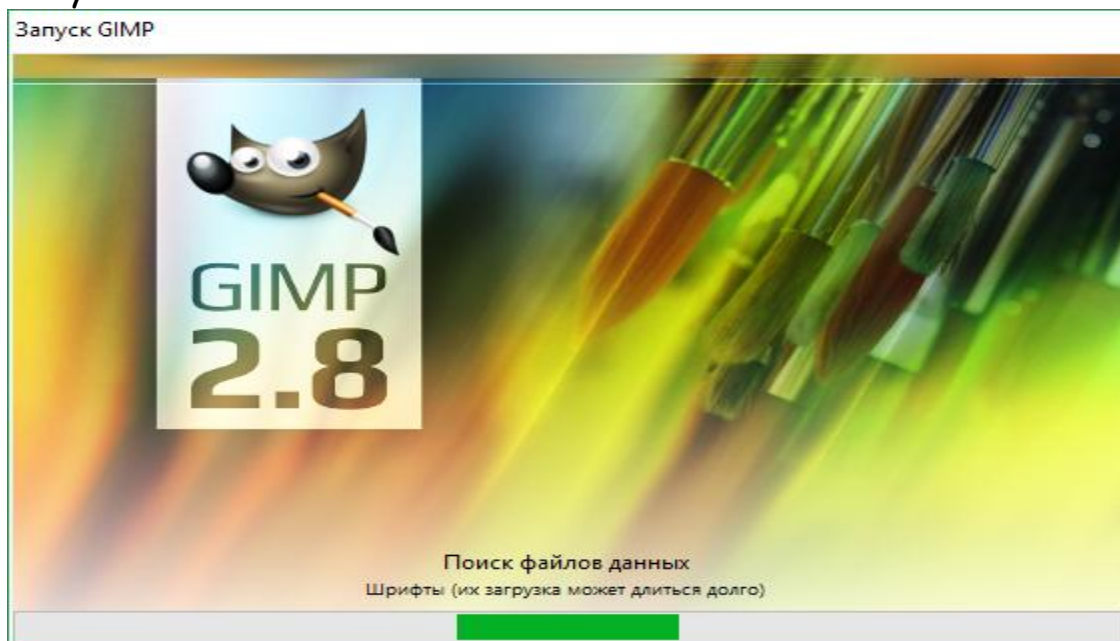 Запуск GIMP
GIMP
2.8
Поиск файлов данных
Шрифты (их загрузка может длиться долго)